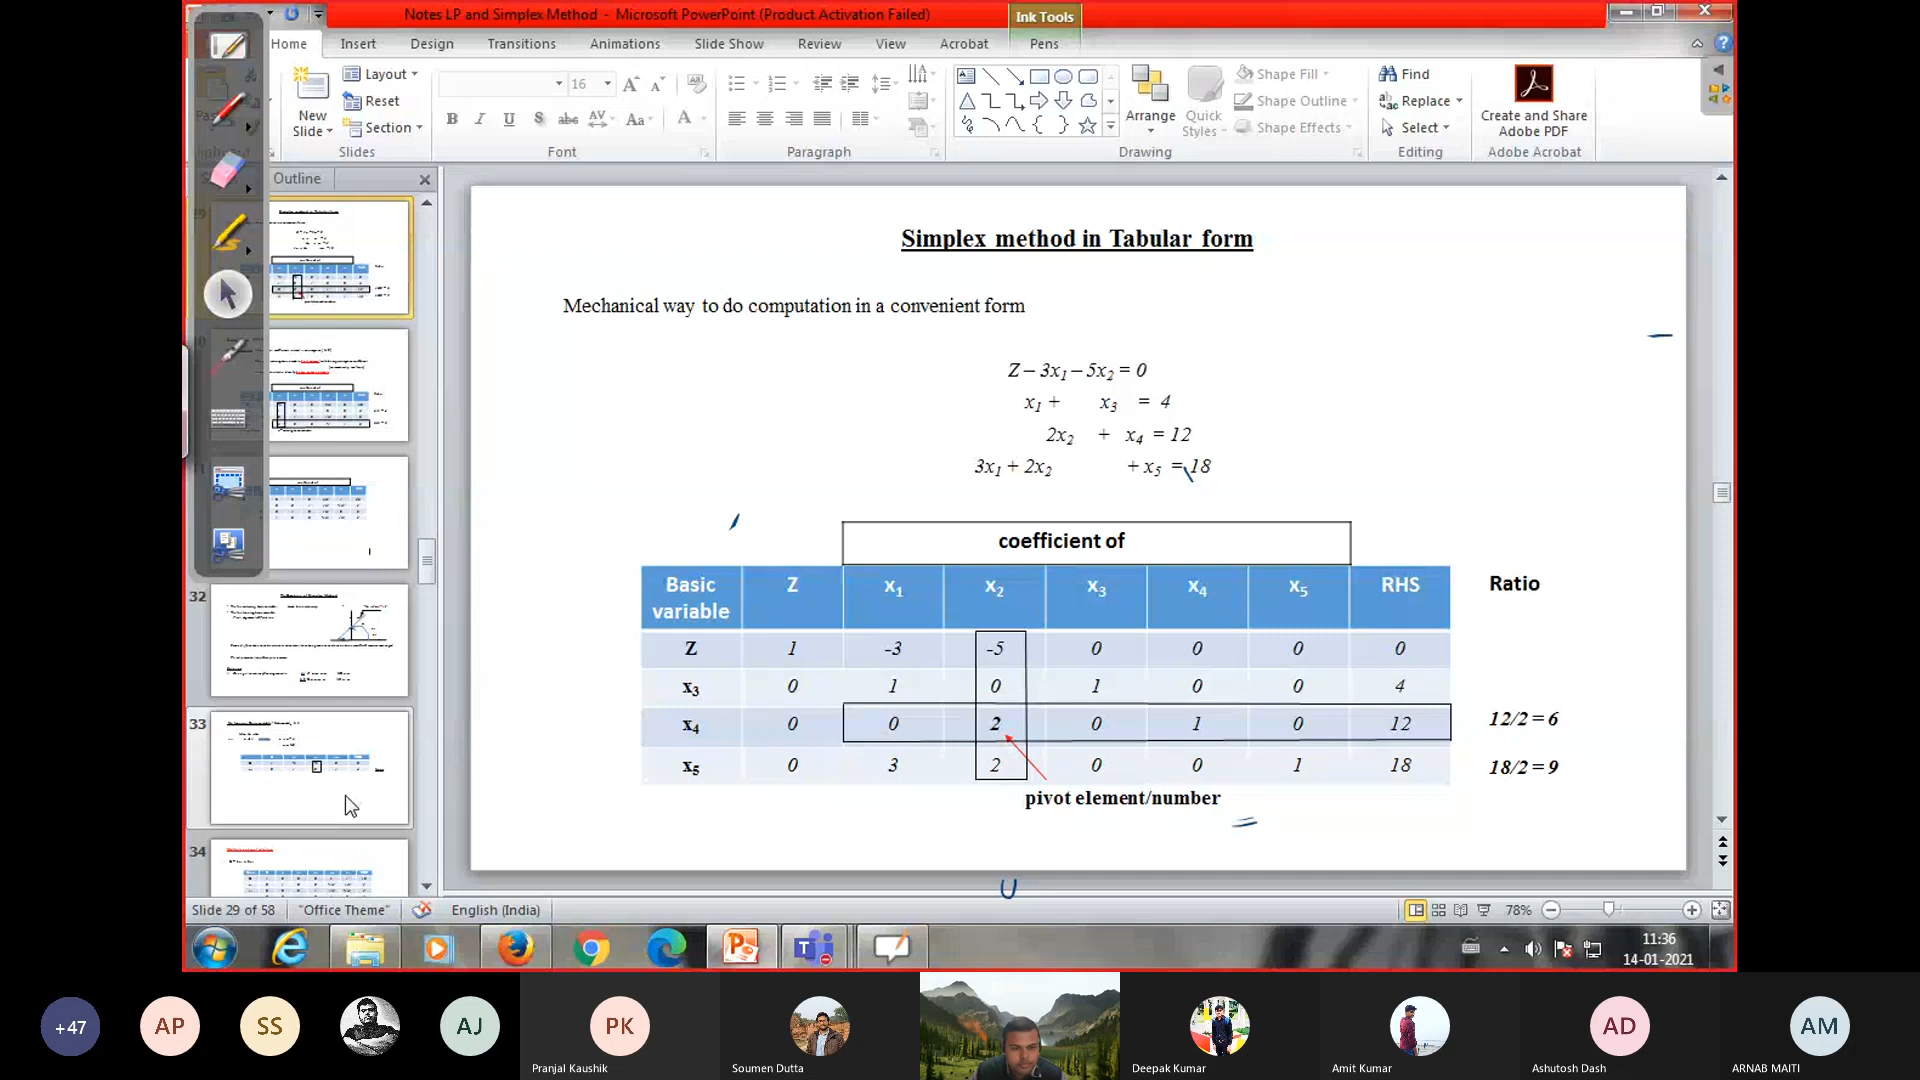 Notes LP and Simplex Method - Microsoft PowerPoint (Product Activation Failed)
Ink Tools
Home Insert Design Transitions Animations Slide Show Review View Acrobat Pens
New Slide
Layout
Reset
Section
Slides
16
B I U S abc AV Aa A
Font
Paragraph
Arrange
Quick Styles
Shape Fill
Shape Outline
Shape Effects
Drawing
Find
Replace
Select
Editing
Create and Share Adobe PDF
Adobe Acrobat
Outline
32
33
34
Simplex method in Tabular form
Mechanical way to do computation in a convenient form
Z – 3x₁ – 5x₂ = 0
x₁ + x₃ = 4
2x₂ + x₄ = 12
3x₁ + 2x₂ + x₅ = 18
coefficient of
Basic variable Z x₁ x₂ x₃ x₄ x₅ RHS Ratio
Z 1 -3 -5 0 0 0 0
x₃ 0 1 0 1 0 0 4
x₄ 0 0 2 0 1 0 12 12/2 = 6
x₅ 0 3 2 0 0 1 18 18/2 = 9
pivot element/number
Slide 29 of 58 "Office Theme" English (India) 78%
11:36
14-01-2021
+47 AP SS AJ PK AD AM
Pranjal Kaushik Soumen Dutta Deepak Kumar Amit Kumar Ashutosh Dash ARNAB MAITI